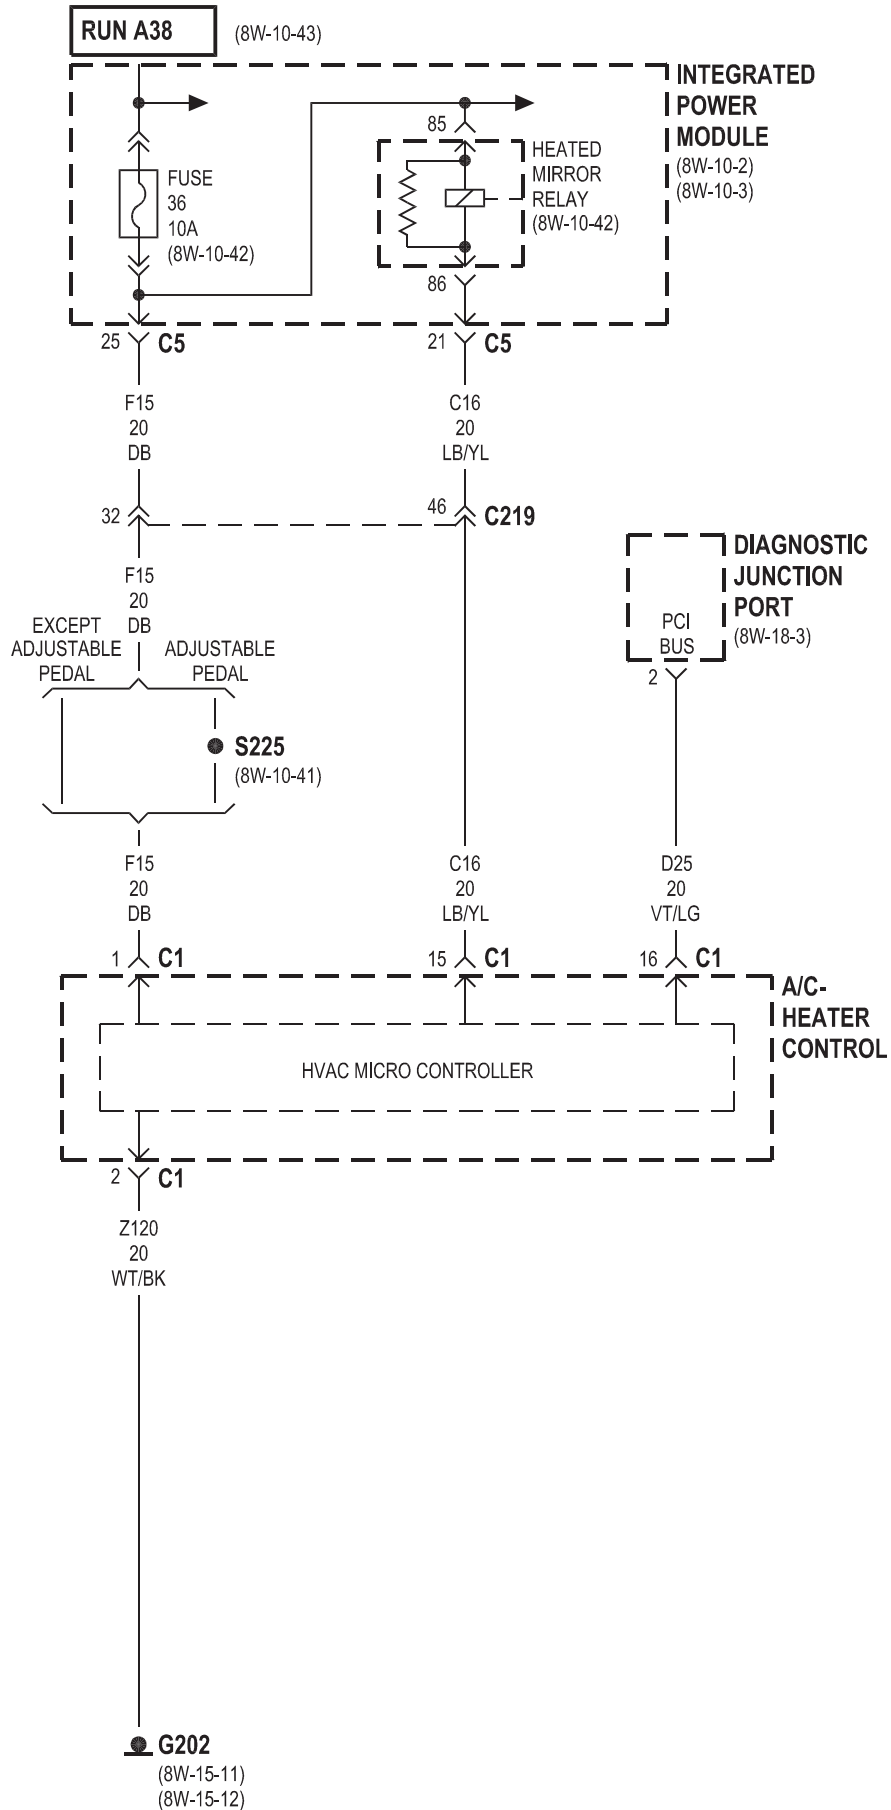 RUN A38
(8W-10-43)
INTEGRATED
POWER
MODULE
(8W-10-2)
(8W-10-3)
FUSE
36
10A
(8W-10-42)
85
HEATED
MIRROR
RELAY
(8W-10-42)
86
25 C5
21 C5
F15
20
DB
C16
20
LB/YL
32
46 C219
F15
20
DB
EXCEPT
ADJUSTABLE
PEDAL
ADJUSTABLE
PEDAL
S225
(8W-10-41)
DIAGNOSTIC
JUNCTION
PORT
(8W-18-3)
PCI
BUS
2
F15
20
DB
C16
20
LB/YL
D25
20
VT/LG
1 C1
15 C1
16 C1
A/C-
HEATER
CONTROL
HVAC MICRO CONTROLLER
2 C1
Z120
20
WT/BK
G202
(8W-15-11)
(8W-15-12)